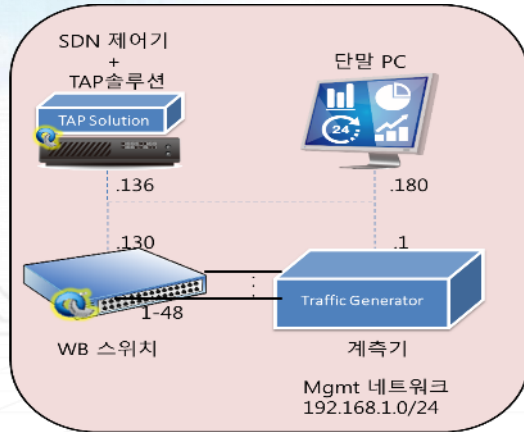 SDN 제어기
+
TAP솔루션
TAP Solution
단말 PC
24
.136
.180
.130
.1
1-48
Traffic Generator
WB 스위치
계측기
Mgmt 네트워크
192.168.1.0/24